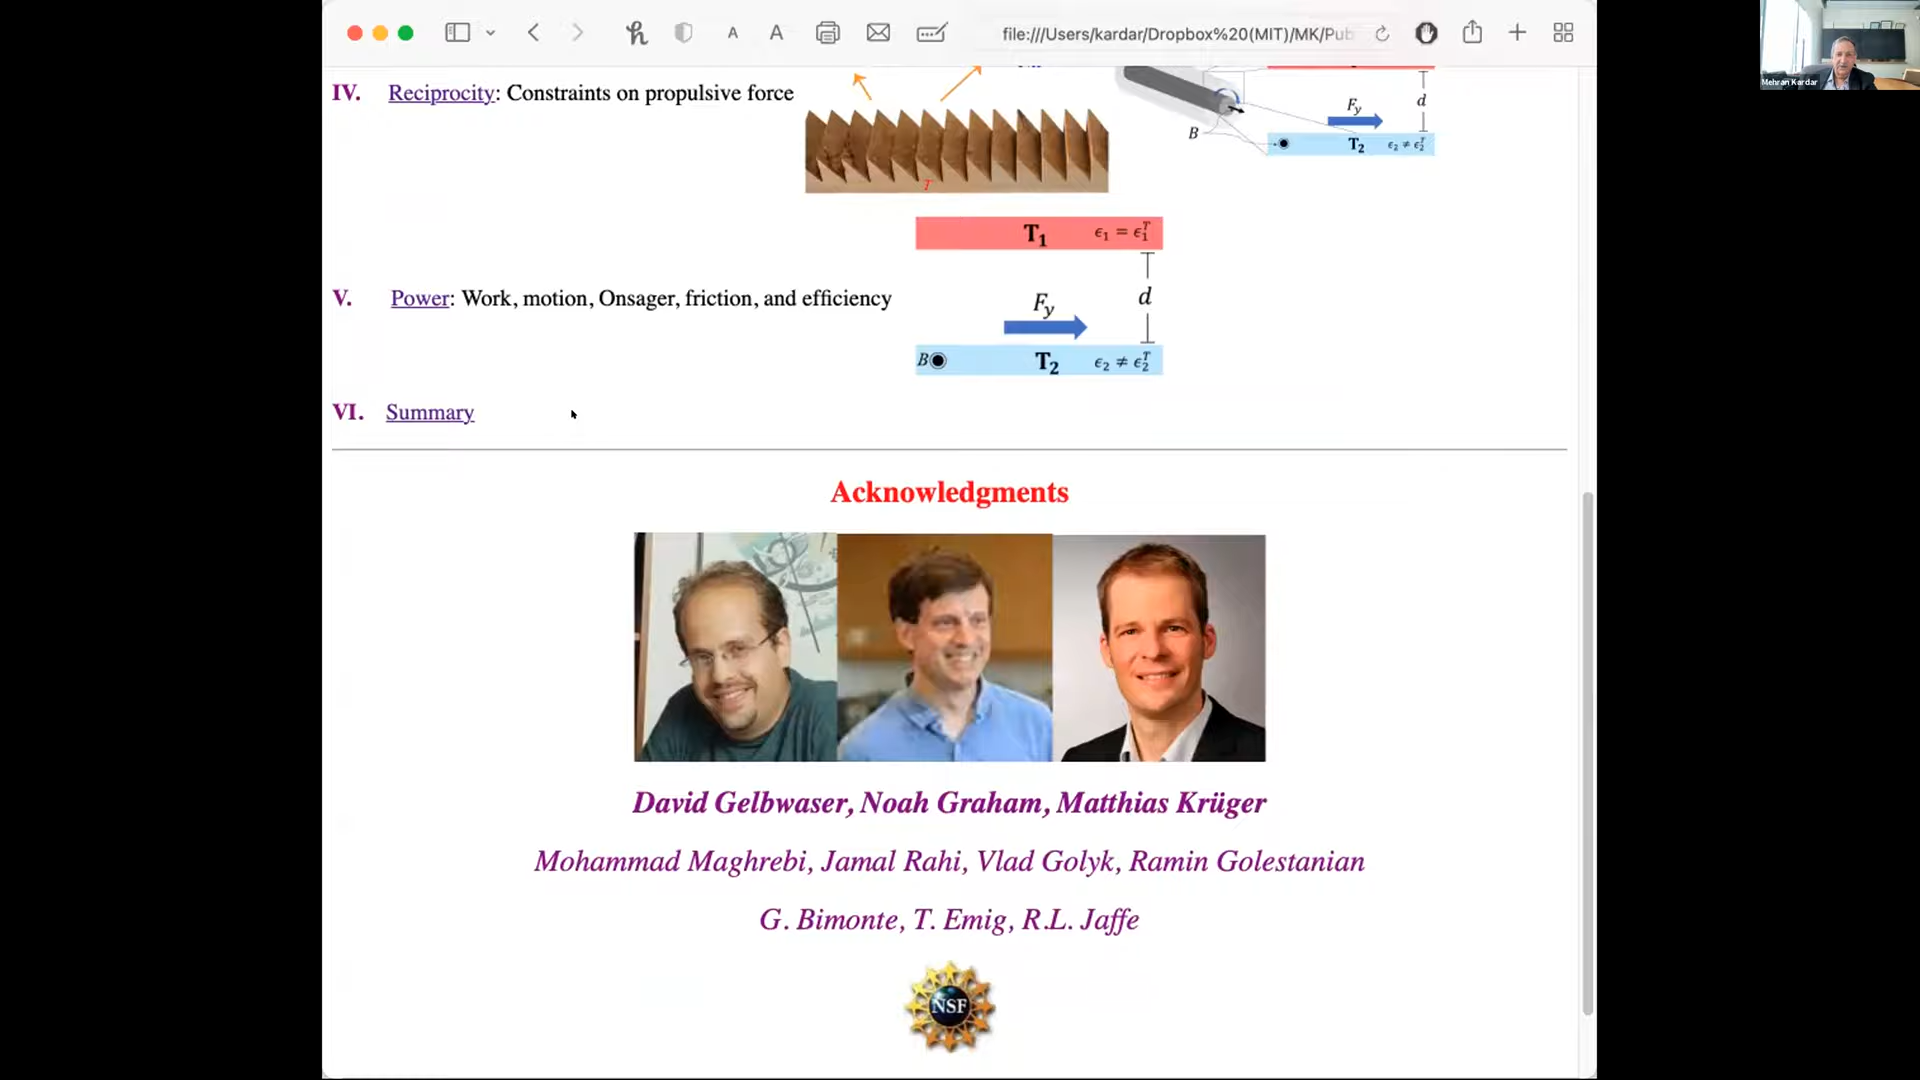 A A file:///Users/kardar/Dropbox%20(MIT)/MK/Pub
Mehran Kardar
IV. Reciprocity: Constraints on propulsive force
T
B
F_y
d
T_2 ϵ_2 ≠ ϵ_2^T
T_1 ϵ_1 = ϵ_1^T
V. Power: Work, motion, Onsager, friction, and efficiency
F_y
d
B T_2 ϵ_2 ≠ ϵ_2^T
VI. Summary
Acknowledgments
David Gelbwaser, Noah Graham, Matthias Krüger
Mohammad Maghrebi, Jamal Rahi, Vlad Golyk, Ramin Golestanian
G. Bimonte, T. Emig, R.L. Jaffe
NSF